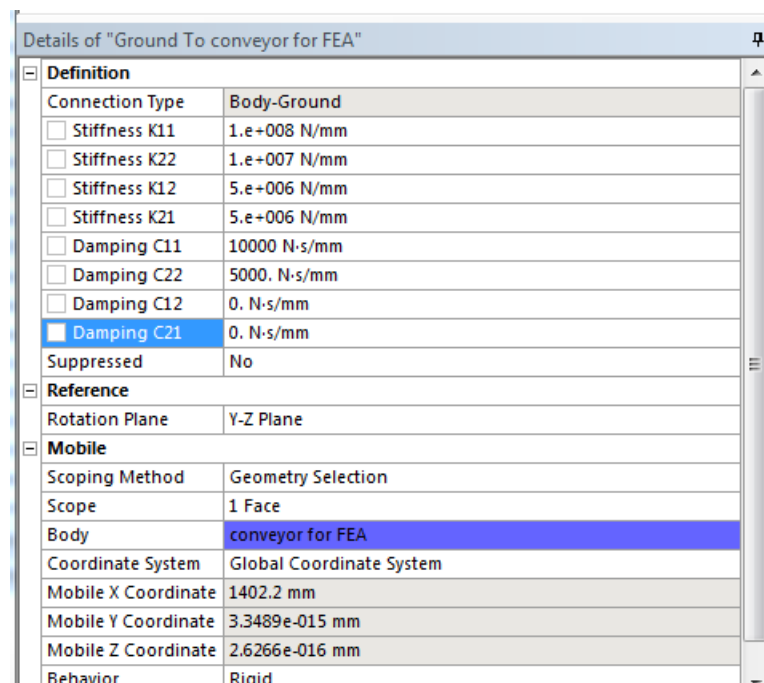 Details of "Ground To conveyor for FEA"
Definition
Connection Type Body-Ground
Stiffness K11 1.e+008 N/mm
Stiffness K22 1.e+007 N/mm
Stiffness K12 5.e+006 N/mm
Stiffness K21 5.e+006 N/mm
Damping C11 10000 N·s/mm
Damping C22 5000. N·s/mm
Damping C12 0. N·s/mm
Damping C21 0. N·s/mm
Suppressed No
Reference
Rotation Plane Y-Z Plane
Mobile
Scoping Method Geometry Selection
Scope 1 Face
Body conveyor for FEA
Coordinate System Global Coordinate System
Mobile X Coordinate 1402.2 mm
Mobile Y Coordinate 3.3489e-015 mm
Mobile Z Coordinate 2.6266e-016 mm
Behavior Rigid